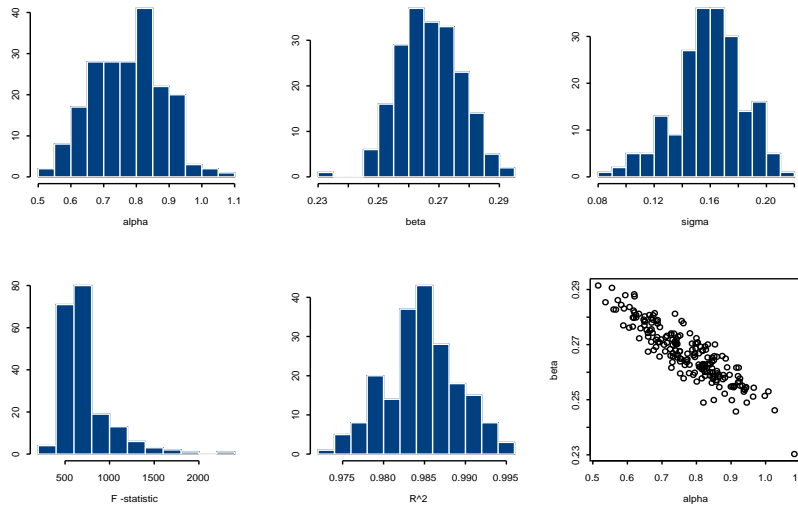 0 10 20 30 40
0.5 0.6 0.7 0.8 0.9 1.0 1.1
alpha
0 10 20 30
0.23 0.25 0.27 0.29
beta
0 10 20 30
0.08 0.12 0.16 0.20
sigma
0 20 40 60 80
500 1000 1500 2000
F -statistic
0 10 20 30 40
0.975 0.980 0.985 0.990 0.995
R^2
0.23 0.25 0.27 0.29
beta
0.5 0.6 0.7 0.8 0.9 1.0
alpha